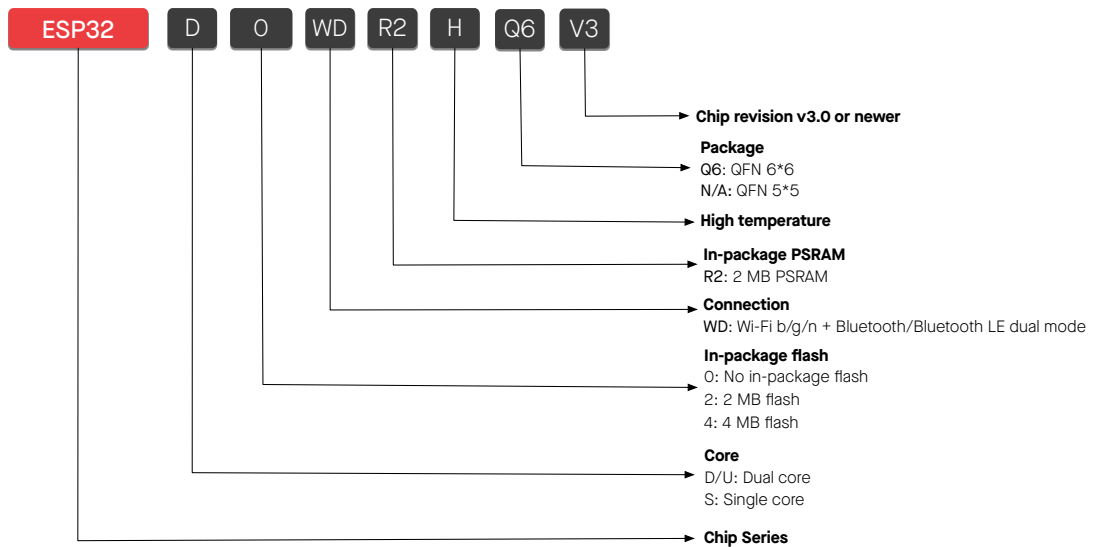 ESP32 D 0 WD R2 H Q6 V3
Chip revision v3.0 or newer
Package
Q6: QFN 6*6
N/A: QFN 5*5
High temperature
In-package PSRAM
R2: 2 MB PSRAM
Connection
WD: Wi-Fi b/g/n + Bluetooth/Bluetooth LE dual mode
In-package flash
0: No in-package flash
2: 2 MB flash
4: 4 MB flash
Core
D/U: Dual core
S: Single core
Chip Series